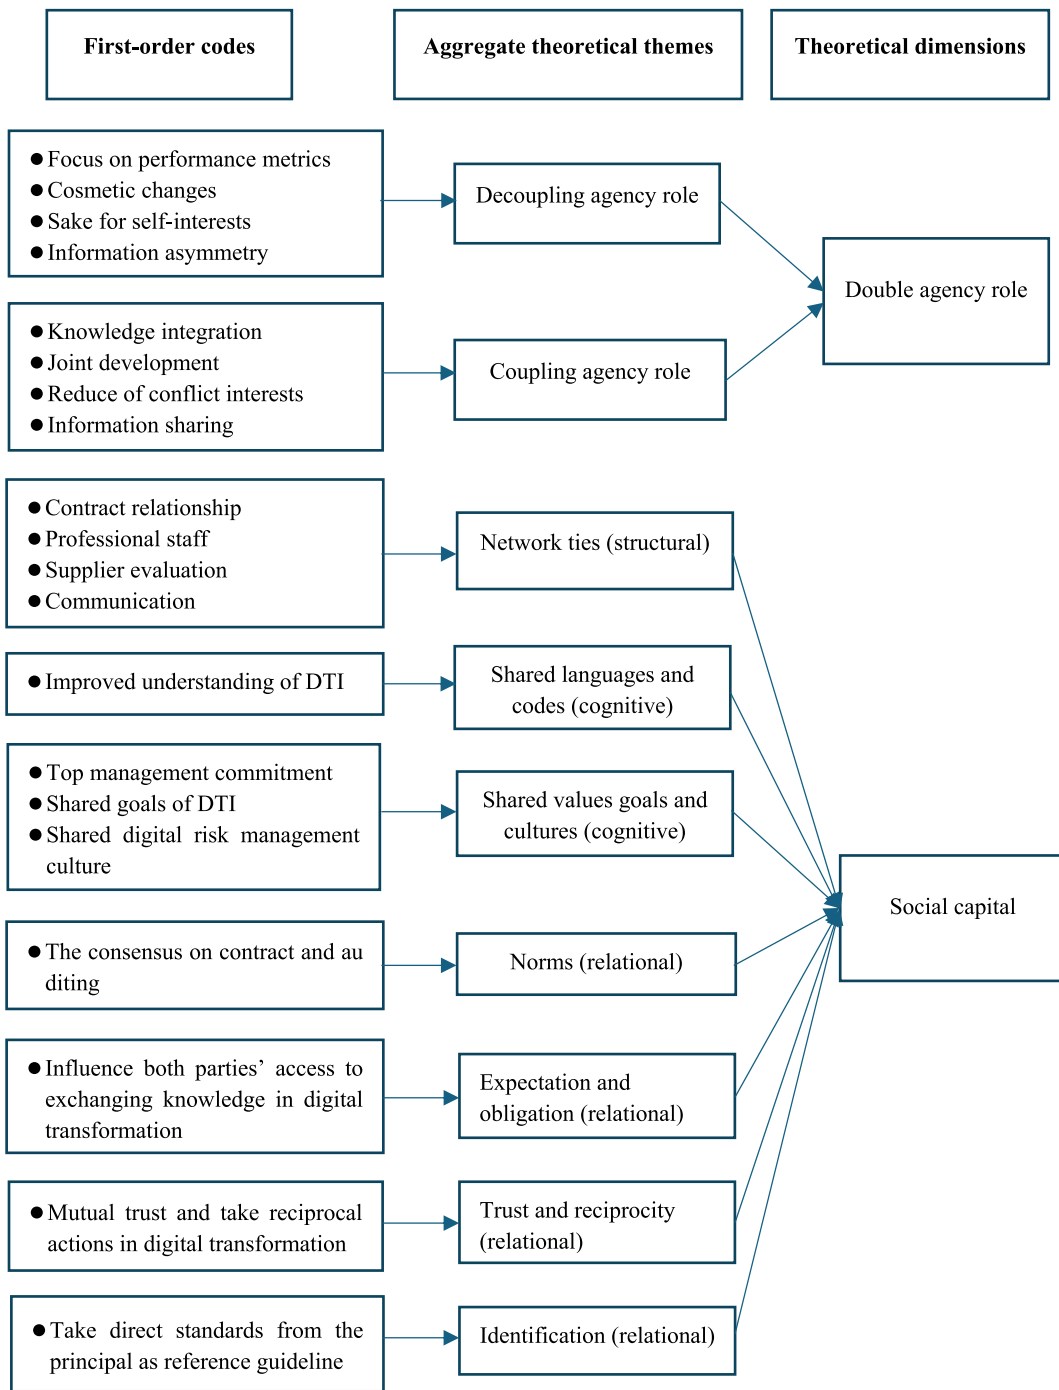 First-order codes
Aggregate theoretical themes
Theoretical dimensions
● Focus on performance metrics
● Cosmetic changes
● Sake for self-interests
● Information asymmetry
Decoupling agency role
Double agency role
● Knowledge integration
● Joint development
● Reduce of conflict interests
● Information sharing
Coupling agency role
● Contract relationship
● Professional staff
● Supplier evaluation
● Communication
Network ties (structural)
● Improved understanding of DTI
Shared languages and
codes (cognitive)
● Top management commitment
● Shared goals of DTI
● Shared digital risk management
culture
Shared values goals and
cultures (cognitive)
Social capital
● The consensus on contract and au
diting
Norms (relational)
● Influence both parties’ access to
exchanging knowledge in digital
transformation
Expectation and
obligation (relational)
● Mutual trust and take reciprocal
actions in digital transformation
Trust and reciprocity
(relational)
● Take direct standards from the
principal as reference guideline
Identification (relational)